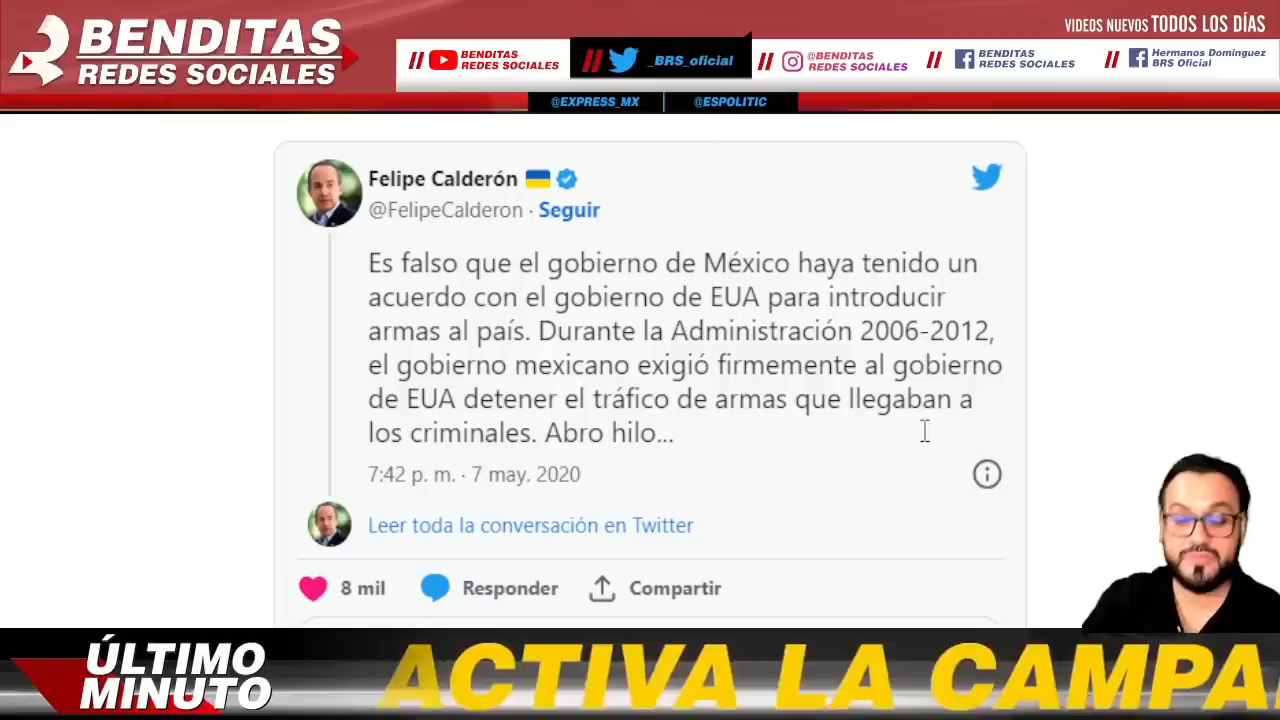 BENDITAS
REDES SOCIALES
VIDEOS NUEVOS TODOS LOS DÍAS
BENDITAS
REDES SOCIALES
_BRS_oficial
@BENDITAS
REDES SOCIALES
BENDITAS
REDES SOCIALES
Hermanos Dominguez
BRS Oficial
@EXPRESS_MX
@ESPOLITIC
Felipe Calderón
@FelipeCalderon · Seguir
Es falso que el gobierno de México haya tenido un
acuerdo con el gobierno de EUA para introducir
armas al país. Durante la Administración 2006-2012,
el gobierno mexicano exigió firmemente al gobierno
de EUA detener el tráfico de armas que llegaban a
los criminales. Abro hilo...
7:42 p. m. · 7 may. 2020
Leer toda la conversación en Twitter
8 mil
Responder
Compartir
ÚLTIMO
MINUTO
ACTIVA LA CAMPA